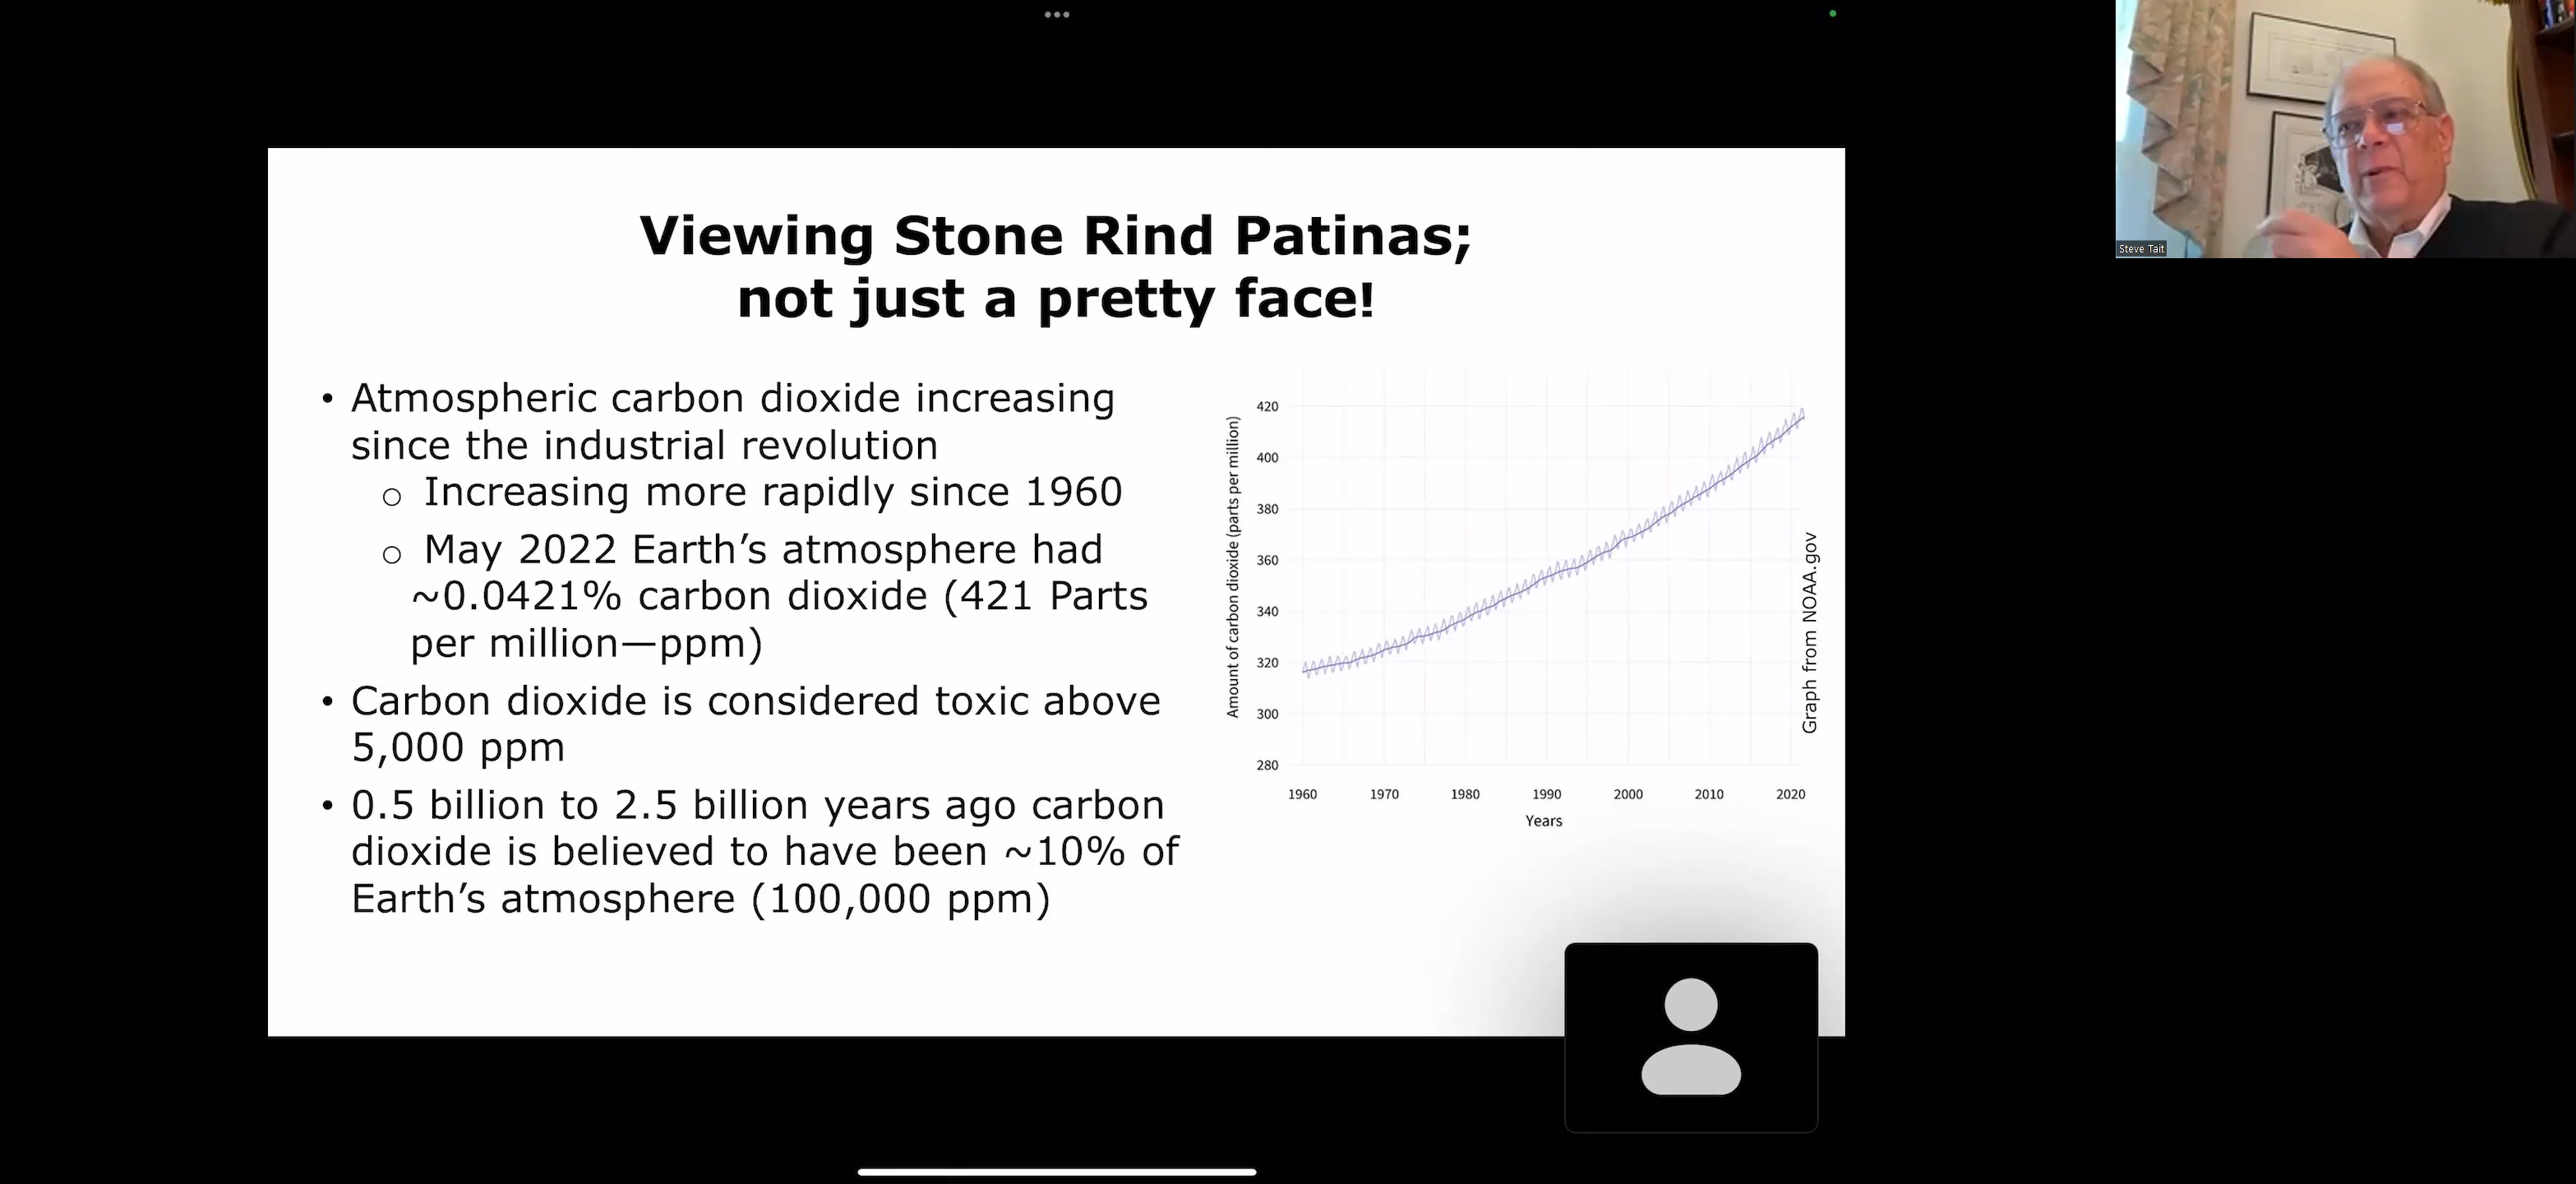 Viewing Stone Rind Patinas;
not just a pretty face!
• Atmospheric carbon dioxide increasing
since the industrial revolution
o Increasing more rapidly since 1960
o May 2022 Earth’s atmosphere had
~0.0421% carbon dioxide (421 Parts
per million—ppm)
• Carbon dioxide is considered toxic above
5,000 ppm
• 0.5 billion to 2.5 billion years ago carbon
dioxide is believed to have been ~10% of
Earth’s atmosphere (100,000 ppm)
Amount of carbon dioxide (parts per million)
420
400
380
360
340
320
300
280
1960 1970 1980 1990 2000 2010 2020
Years
Graph from NOAA.gov
Steve Tait